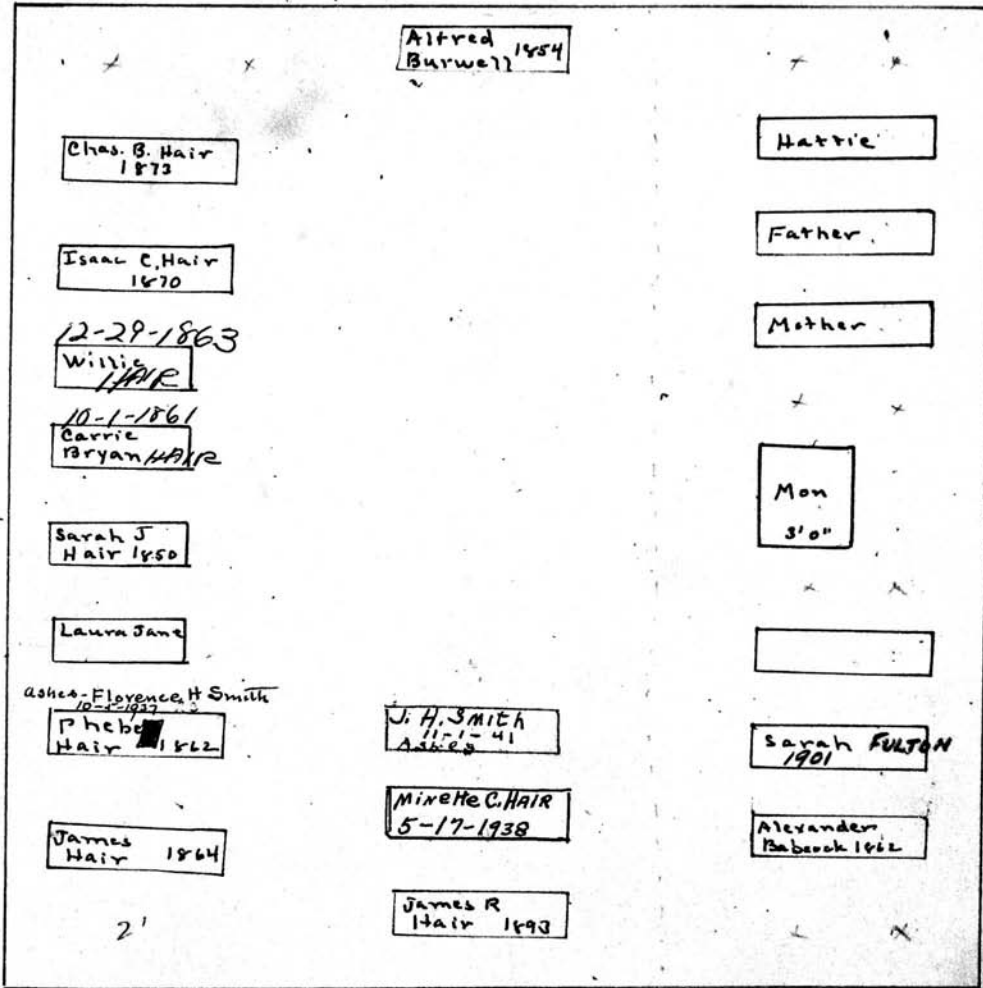 Alfred
Burwell 1854
Chas. B. Hair
1873
Isaac C. Hair
1870
12-29-1863
Willie
HAIR
10-1-1861
Carrie
Bryan HAIR
Sarah J
Hair 1850
Laura Jane
ashes-Florence H Smith
10-5-1937
Phebe
Hair 1862
James
Hair 1864
2'
J. H. Smith
11-1-41
Ashes
Minette C. HAIR
5-17-1938
James R
Hair 1893
Hattie
Father
Mother
Mon
3'0"
Sarah FULTON
1901
Alexander
Babcock 1862